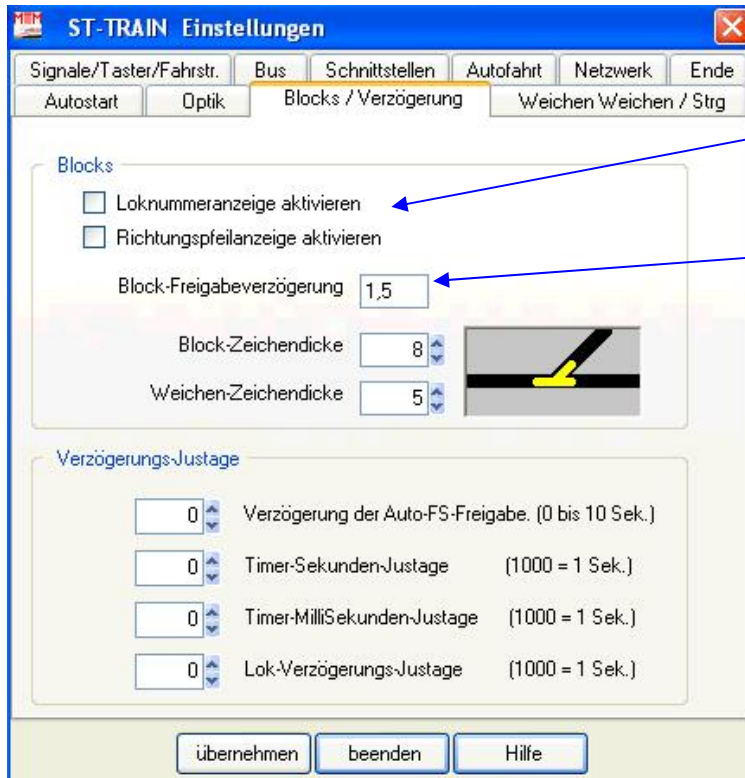 ST-TRAIN Einstellungen
Signale/Taster/Fahrstr. Bus Schnittstellen Autofahrt Netzwerk Ende
Autostart Optik Blocks / Verzögerung Weichen Weichen / Strg
Blocks
Loknummeranzeige aktivieren
Richtungspfeilanzeige aktivieren
Block-Freigabeverzögerung 1,5
Block-Zeichendicke 8
Weichen-Zeichendicke 5
Verzögerungs-Justage
0 Verzögerung der Auto-FS-Freigabe. (0 bis 10 Sek.)
0 Timer-Sekunden-Justage (1000 = 1 Sek.)
0 Timer-MilliSekunden-Justage (1000 = 1 Sek.)
0 Lok-Verzögerungs-Justage (1000 = 1 Sek.)
übernehmen beenden Hilfe